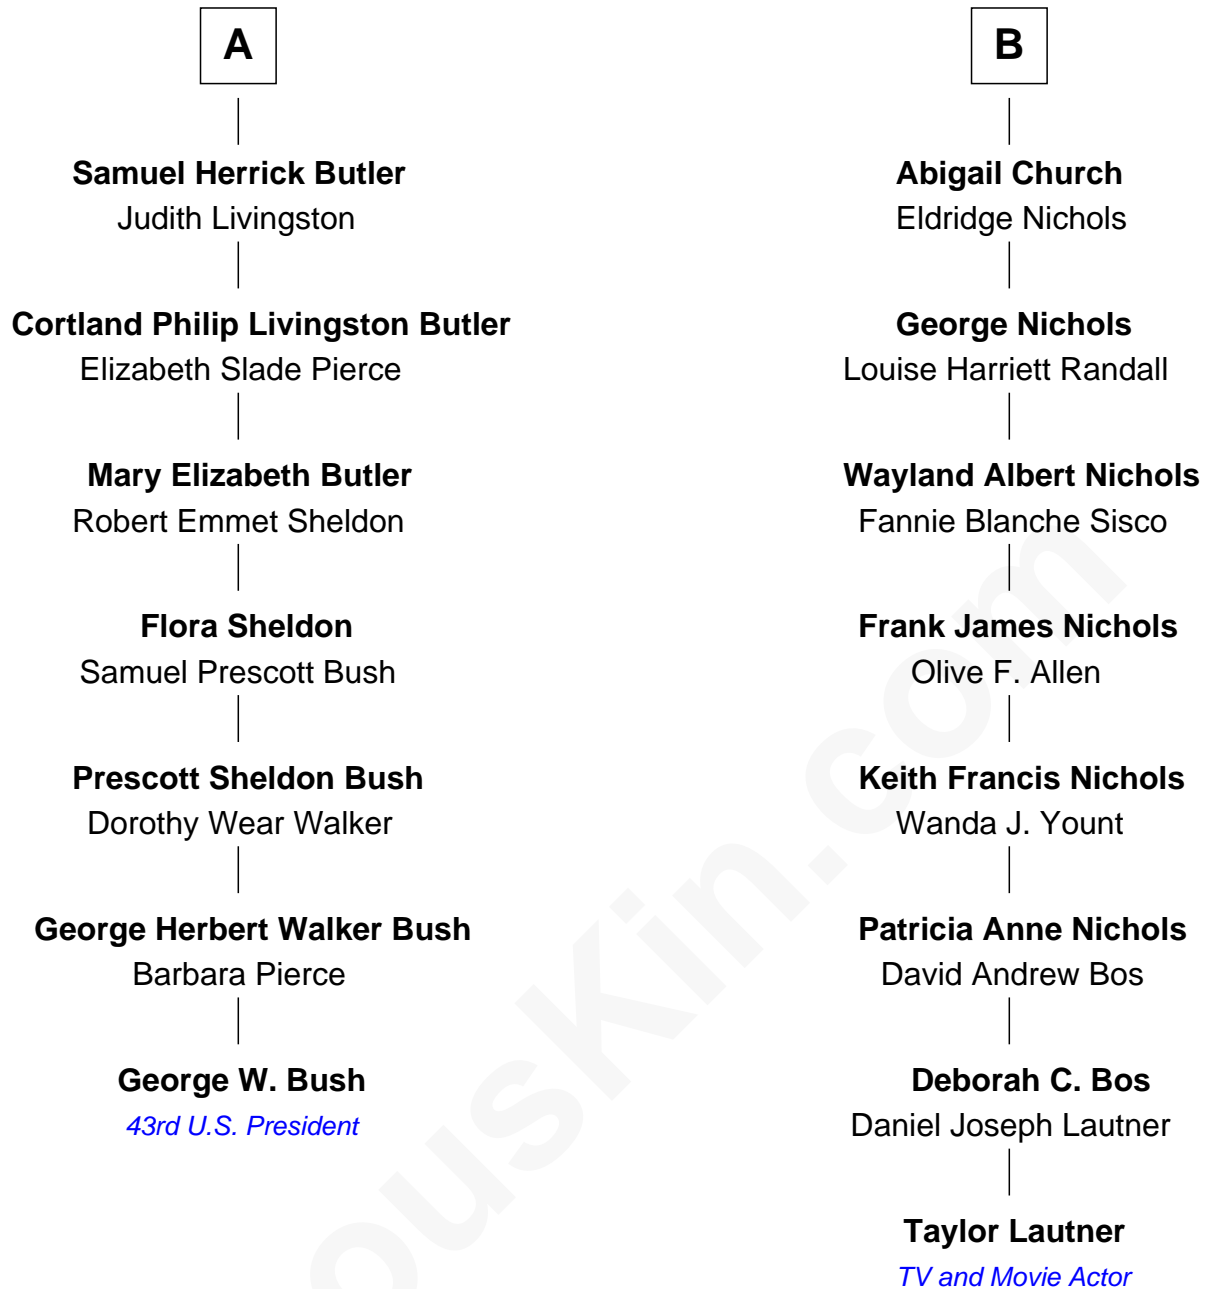 A
Samuel Herrick Butler
Judith Livingston
Cortland Philip Livingston Butler
Elizabeth Slade Pierce
Mary Elizabeth Butler
Robert Emmet Sheldon
Flora Sheldon
Samuel Prescott Bush
Prescott Sheldon Bush
Dorothy Wear Walker
George Herbert Walker Bush
Barbara Pierce
George W. Bush
43rd U.S. President
B
Abigail Church
Eldridge Nichols
George Nichols
Louise Harriett Randall
Wayland Albert Nichols
Fannie Blanche Sisco
Frank James Nichols
Olive F. Allen
Keith Francis Nichols
Wanda J. Yount
Patricia Anne Nichols
David Andrew Bos
Deborah C. Bos
Daniel Joseph Lautner
Taylor Lautner
TV and Movie Actor
ousKin.com